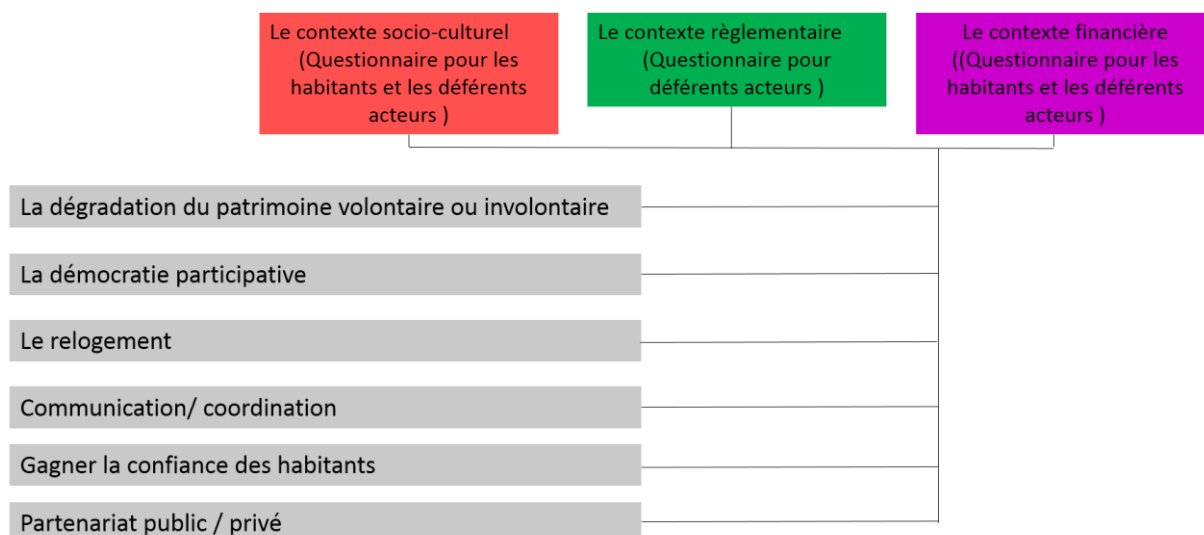 Le contexte socio-culturel
(Questionnaire pour les
habitants et les déférents
acteurs )
Le contexte règlementaire
(Questionnaire pour
déférents acteurs )
Le contexte financière
((Questionnaire pour les
habitants et les déférents
acteurs )
La dégradation du patrimoine volontaire ou involontaire
La démocratie participative
Le relogement
Communication/ coordination
Gagner la confiance des habitants
Partenariat public / privé